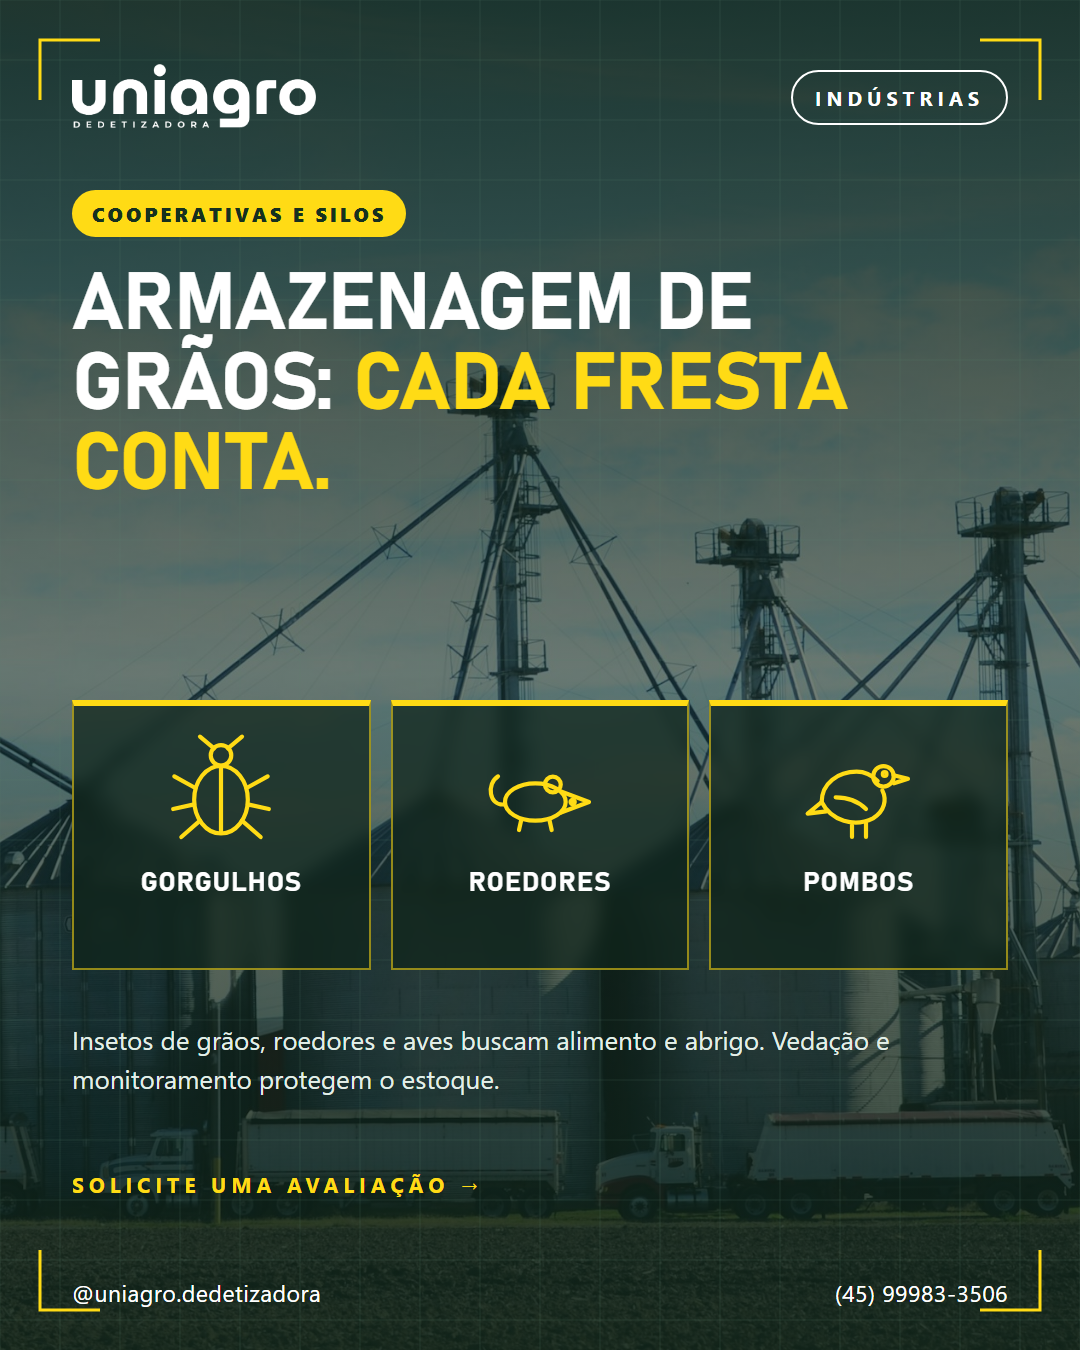 uniagro
DEDETIZADORA
INDÚSTRIAS
COOPERATIVAS E SILOS
ARMAZENAGEM DE
GRÃOS: CADA FRESTA
CONTA.
GORGULHOS
ROEDORES
POMBOS
Insetos de grãos, roedores e aves buscam alimento e abrigo. Vedação e
monitoramento protegem o estoque.
SOLICITE UMA AVALIAÇÃO →
@uniagro.dedetizadora
(45) 99983-3506